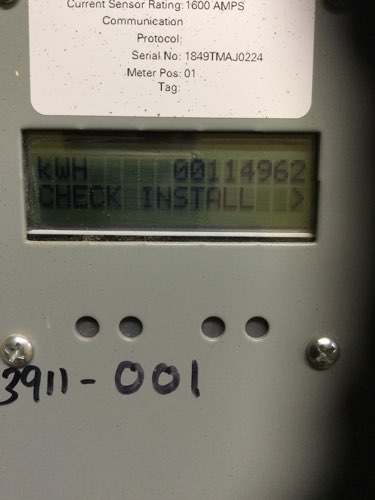 Current Sensor Rating: 1600 AMPS
Communication
Protocol:
Serial No: 1849TMAJ0224
Meter Pos: 01
Tag:
kWH 00114962
CHECK INSTALL >
3911-001